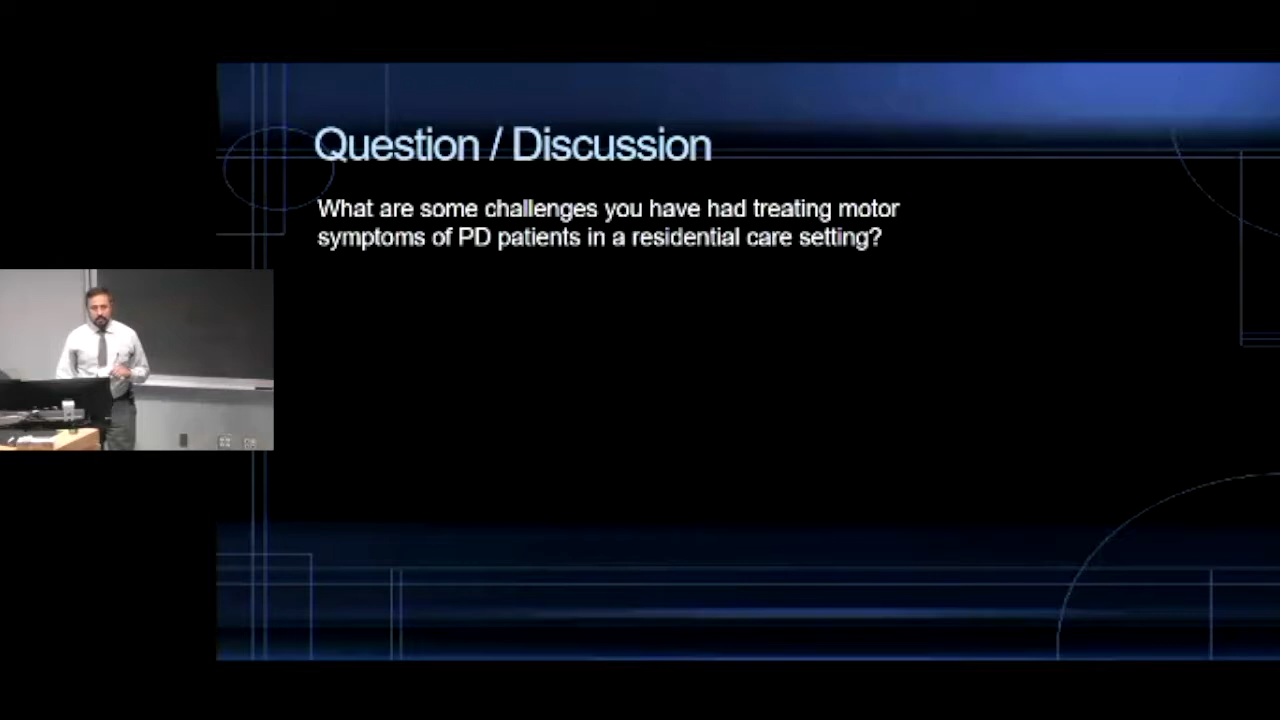 Question / Discussion
What are some challenges you have had treating motor
symptoms of PD patients in a residential care setting?